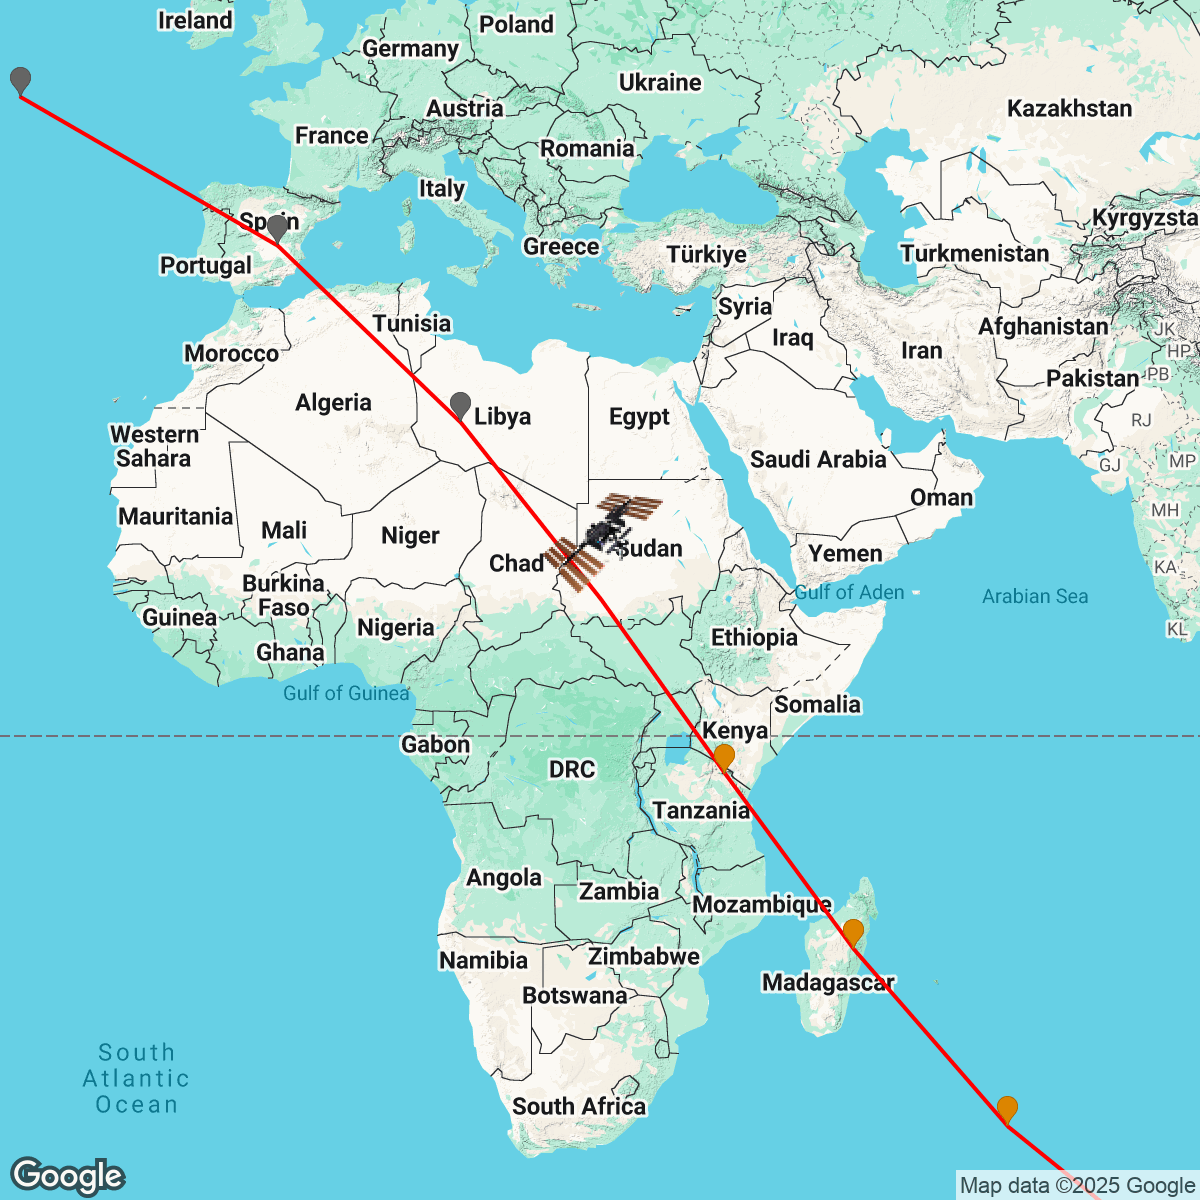 Ireland
Poland
Germany
Ukraine
Kazakhstan
Austria
France
Romania
Italy
Kyrgyzsta
Spain
Greece
Türkiye
Turkmenistan
Portugal
Syria
Tunisia
Afghanistan
JK
Iraq
Iran
HP
Morocco
Pakistan
PB
Algeria
Libya
Egypt
RJ
Western
Sahara
Saudi Arabia
GJ
MP
Oman
Mauritania
Mali
Niger
MH
Chad
Sudan
Yemen
KA
Burkina
Faso
Gulf of Aden
Arabian Sea
Guinea
Nigeria
Ethiopia
KL
Ghana
Gulf of Guinea
Somalia
Kenya
Gabon
DRC
Tanzania
Angola
Zambia
Mozambique
Namibia
Zimbabwe
Madagascar
Botswana
South
Atlantic
Ocean
South Africa
Google
Map data ©2025 Google